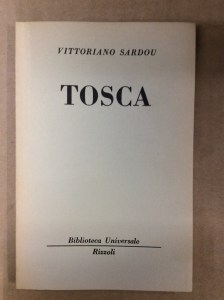 VITTORIANO SARDOU
TOSCA
Biblioteca Universale
Rizzoli